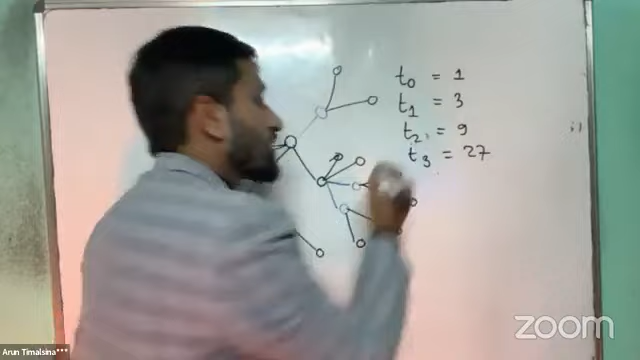 t₀ = 1
t₁ = 3
t₂ = 9
t₃ = 27
zoom
Arun Timalsina***